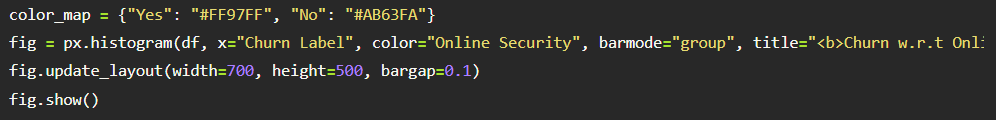 color_map = {"Yes": "#FF97FF", "No": "#AB63FA"}
fig = px.histogram(df, x="Churn Label", color="Online Security", barmode="group", title="<b>Churn w.r.t Onli
fig.update_layout(width=700, height=500, bargap=0.1)
fig.show()